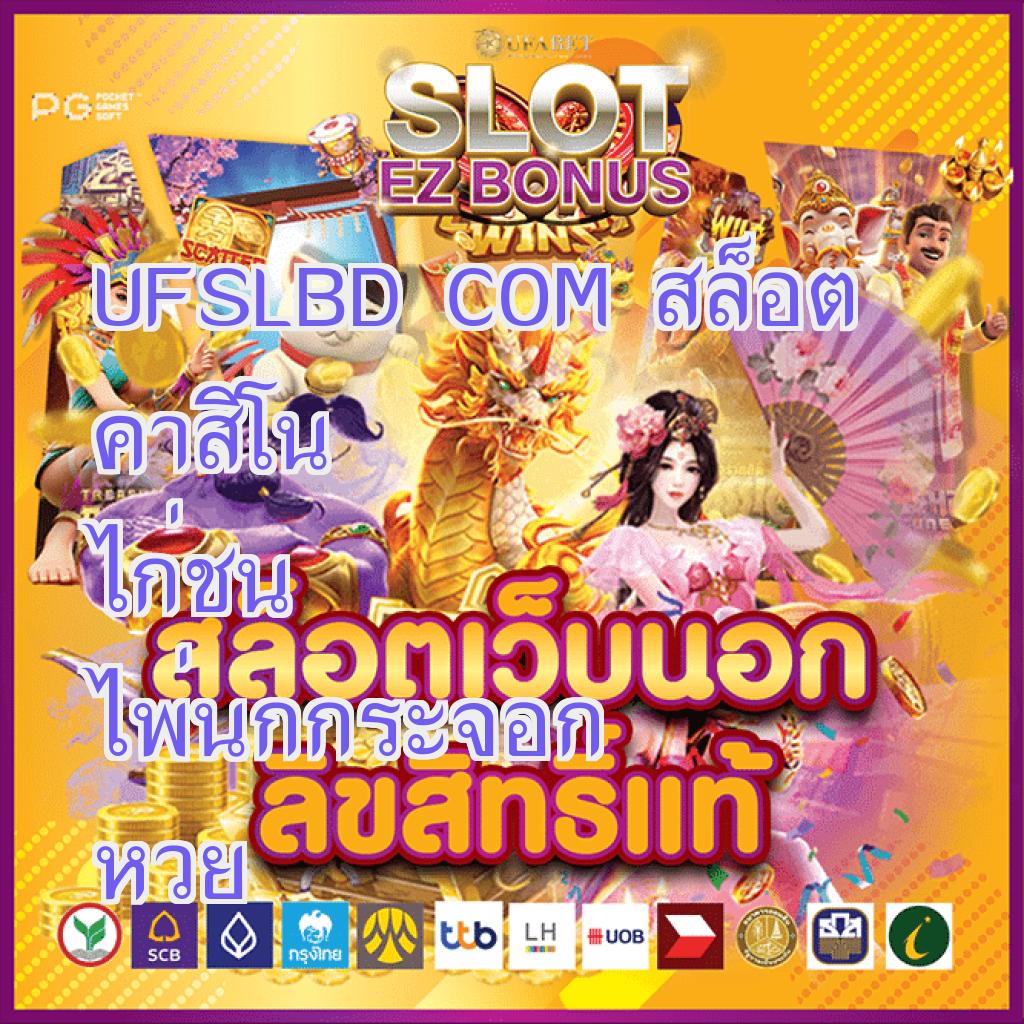 UFABET
PG POCKET GAMES SOFT
SLOT
EZ BONUS
WINS
SCATTER
WILD
UFSLBD COM สล็อต
คาสิโน
ไก่ชน
สล็อตเว็บนอก
ไพ่นกกระจอก
ลิขสิทธิ์แท้
หวย
SCB
กรุงไทย
ttb
LH
UOB